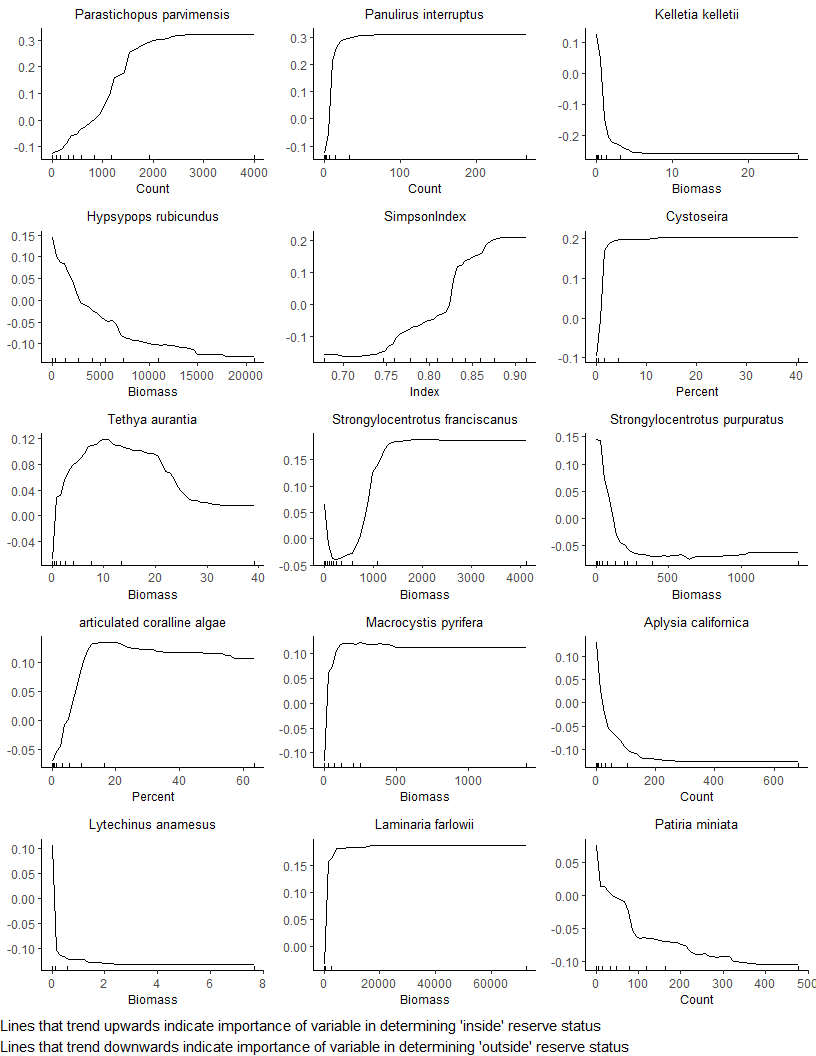 Parastichopus parvimensis
Panulirus interruptus
Kelletia kelletii
0.3
0.2
0.1
0.0
-0.1
0 1000 2000 3000 4000
Count
0.3
0.2
0.1
0.0
-0.1
0 100 200
Count
0.1
0.0
-0.1
-0.2
0 10 20
Biomass
Hypsypops rubicundus
SimpsonIndex
Cystoseira
0.15
0.10
0.05
0.00
-0.05
-0.10
0 5000 10000 15000 20000
Biomass
0.2
0.1
0.0
-0.1
0.70 0.75 0.80 0.85 0.90
Index
0.2
0.1
0.0
-0.1
0 10 20 30 40
Percent
Tethya aurantia
Strongylocentrotus franciscanus
Strongylocentrotus purpuratus
0.12
0.08
0.04
0.00
-0.04
0 10 20 30 40
Biomass
0.15
0.10
0.05
0.00
-0.05
0 1000 2000 3000 4000
Biomass
0.15
0.10
0.05
0.00
-0.05
0 500 1000
Biomass
articulated coralline algae
Macrocystis pyrifera
Aplysia californica
0.10
0.05
0.00
-0.05
0 20 40 60
Percent
0.10
0.05
0.00
-0.05
-0.10
0 500 1000
Biomass
0.10
0.05
0.00
-0.05
-0.10
0 200 400 600
Count
Lytechinus anamesus
Laminaria farlowii
Patiria miniata
0.10
0.05
0.00
-0.05
-0.10
0 2 4 6 8
Biomass
0.15
0.10
0.05
0.00
0 20000 40000 60000
Biomass
0.05
0.00
-0.05
-0.10
0 100 200 300 400 500
Count
Lines that trend upwards indicate importance of variable in determining 'inside' reserve status
Lines that trend downwards indicate importance of variable in determining 'outside' reserve status